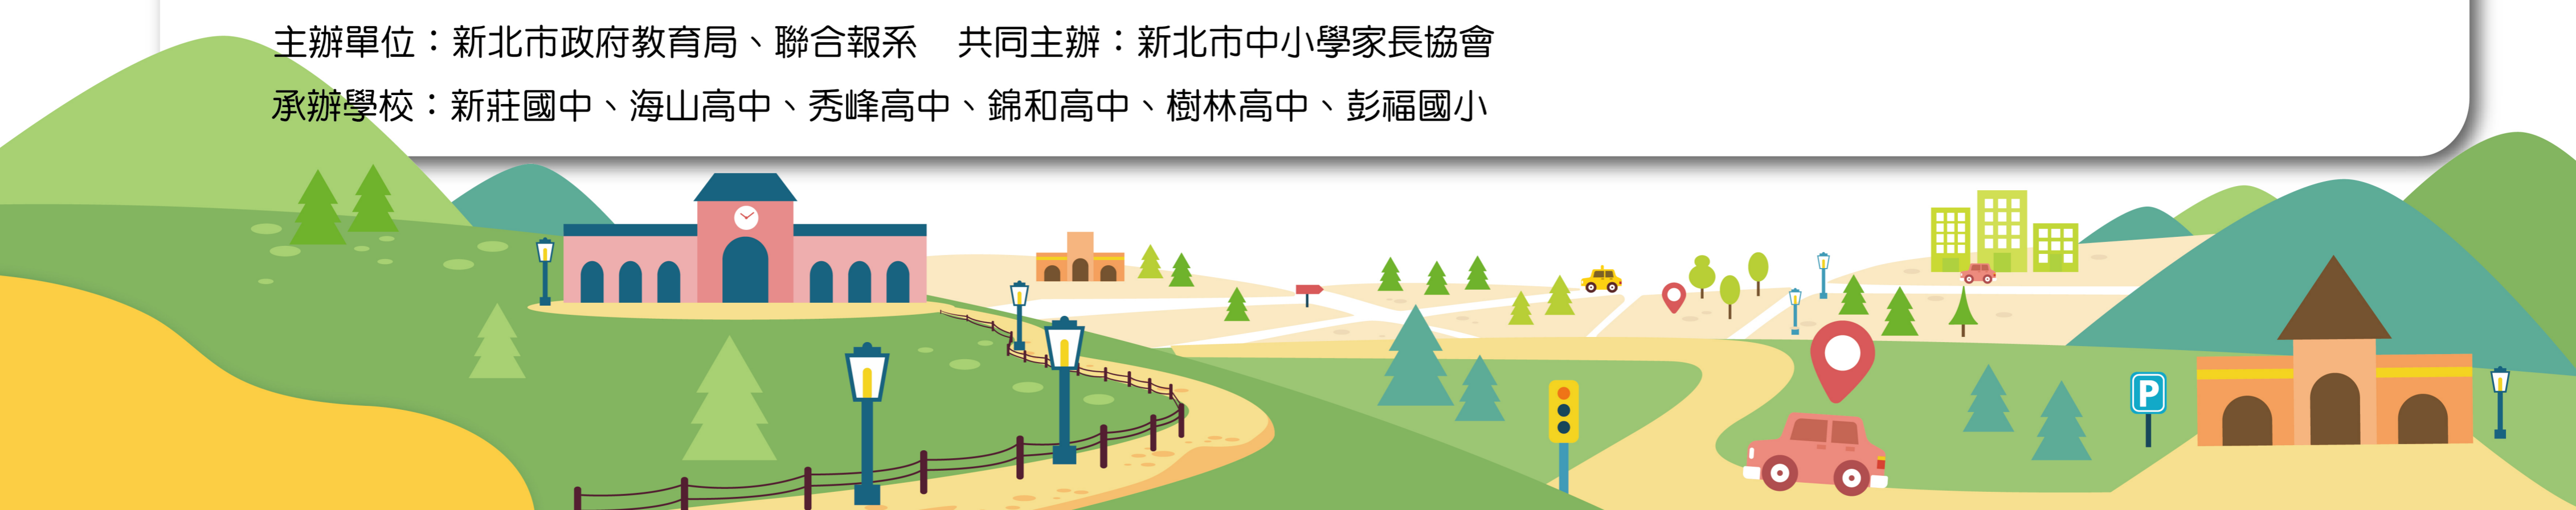 主辦單位：新北市政府教育局、聯合報系　共同主辦：新北市中小學家長協會
承辦學校：新莊國中、海山高中、秀峰高中、錦和高中、樹林高中、彭福國小
P